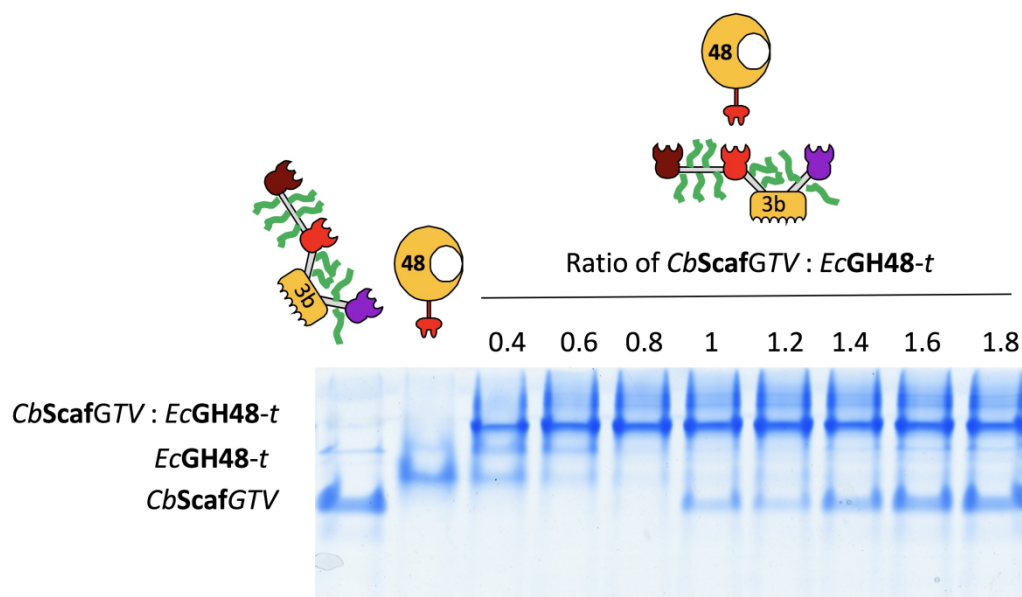 48
3b
Ratio of CbScafGTV : EcGH48-t
3b
48
0.4 0.6 0.8 1 1.2 1.4 1.6 1.8
CbScafGTV : EcGH48-t
EcGH48-t
CbScafGTV